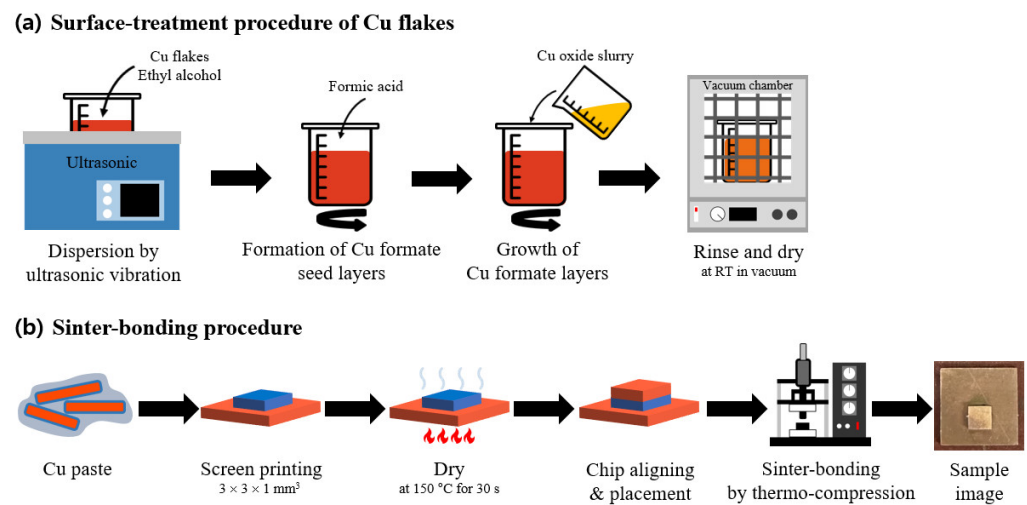 (a) Surface-treatment procedure of Cu flakes
Cu flakes
Ethyl alcohol
Ultrasonic
Dispersion by
ultrasonic vibration
Formic acid
Formation of Cu formate
seed layers
Cu oxide slurry
Growth of
Cu formate layers
Vacuum chamber
Rinse and dry
at RT in vacuum
(b) Sinter-bonding procedure
Cu paste
Screen printing
3 × 3 × 1 mm³
Dry
at 150 °C for 30 s
Chip aligning
& placement
Sinter-bonding
by thermo-compression
Sample
image